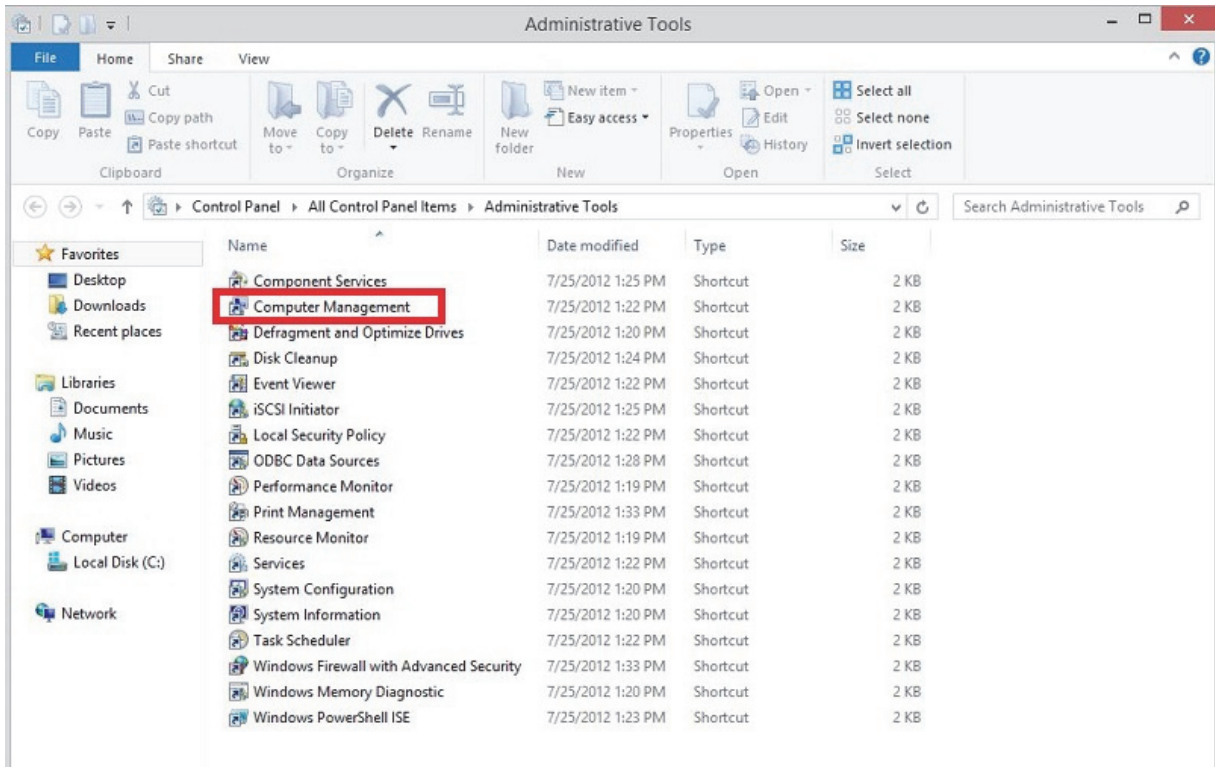 Administrative Tools
File Home Share View
Copy
Paste
Cut
Copy path
Paste shortcut
Clipboard
Move to
Copy to
Delete
Rename
Organize
New folder
New item
Easy access
New
Properties
Open
Edit
History
Open
Select all
Select none
Invert selection
Select
Control Panel All Control Panel Items Administrative Tools
Search Administrative Tools
Favorites
Desktop
Downloads
Recent places
Libraries
Documents
Music
Pictures
Videos
Computer
Local Disk (C:)
Network
Name Date modified Type Size
Component Services 7/25/2012 1:25 PM Shortcut 2 KB
Computer Management 7/25/2012 1:22 PM Shortcut 2 KB
Defragment and Optimize Drives 7/25/2012 1:20 PM Shortcut 2 KB
Disk Cleanup 7/25/2012 1:24 PM Shortcut 2 KB
Event Viewer 7/25/2012 1:22 PM Shortcut 2 KB
iSCSI Initiator 7/25/2012 1:25 PM Shortcut 2 KB
Local Security Policy 7/25/2012 1:22 PM Shortcut 2 KB
ODBC Data Sources 7/25/2012 1:28 PM Shortcut 2 KB
Performance Monitor 7/25/2012 1:19 PM Shortcut 2 KB
Print Management 7/25/2012 1:33 PM Shortcut 2 KB
Resource Monitor 7/25/2012 1:19 PM Shortcut 2 KB
Services 7/25/2012 1:22 PM Shortcut 2 KB
System Configuration 7/25/2012 1:20 PM Shortcut 2 KB
System Information 7/25/2012 1:20 PM Shortcut 2 KB
Task Scheduler 7/25/2012 1:22 PM Shortcut 2 KB
Windows Firewall with Advanced Security 7/25/2012 1:33 PM Shortcut 2 KB
Windows Memory Diagnostic 7/25/2012 1:20 PM Shortcut 2 KB
Windows PowerShell ISE 7/25/2012 1:23 PM Shortcut 2 KB